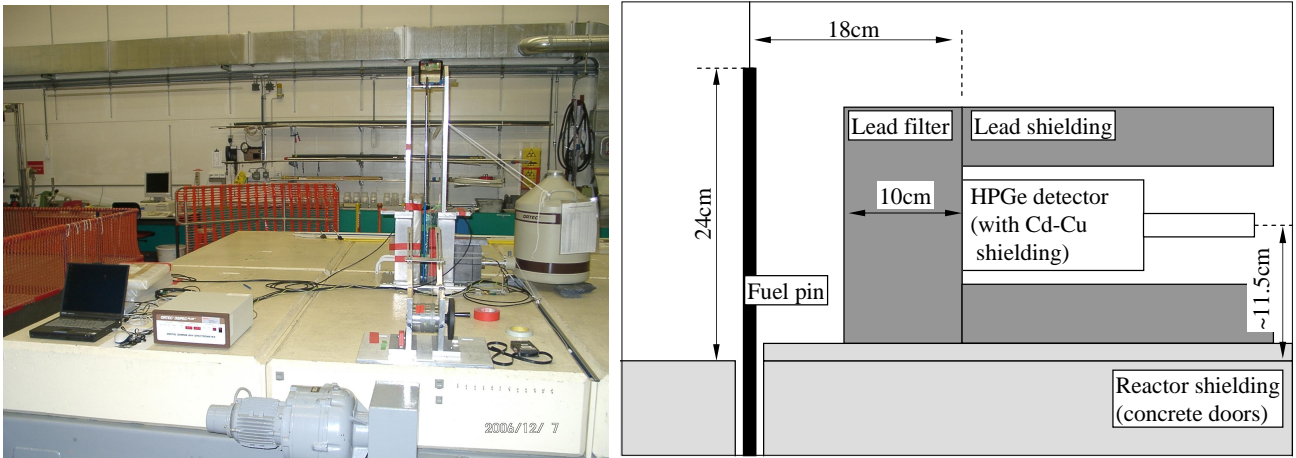 2006/12/ 7
18cm
Lead filter
Lead shielding
10cm
HPGe detector
(with Cd-Cu
shielding)
24cm
Fuel pin
~11.5cm
Reactor shielding
(concrete doors)